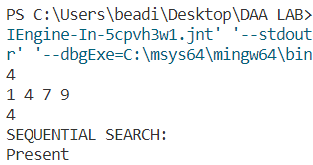 PS C:\Users\beadi\Desktop\DAA LAB>
IEngine-In-5cpvh3w1.jnt' '--stdout
r' '--dbgExe=C:\msys64\mingw64\bin
4
1 4 7 9
4
SEQUENTIAL SEARCH:
Present